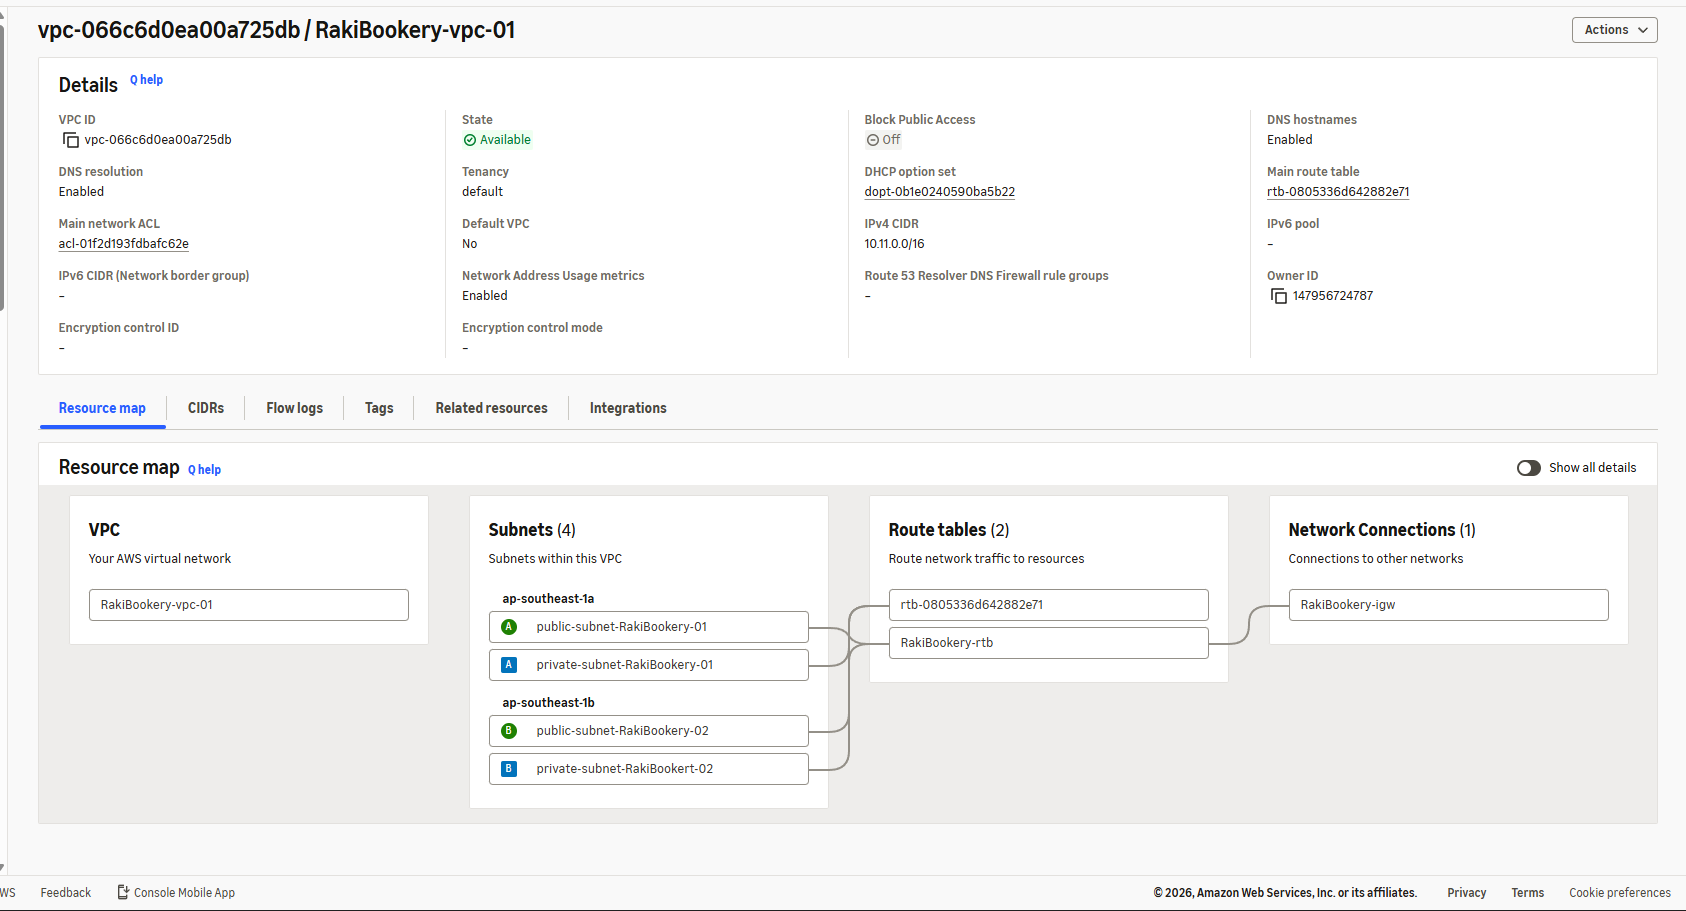 vpc-066c6d0ea00a725db / RakiBookery-vpc-01
Actions
Details Q help
VPC ID
vpc-066c6d0ea00a725db
State
Available
Block Public Access
Off
DNS hostnames
Enabled
DNS resolution
Enabled
Tenancy
default
DHCP option set
dopt-0b1e0240590ba5b22
Main route table
rtb-0805336d642882e71
Main network ACL
acl-01f2d193fdbafc62e
Default VPC
No
IPv4 CIDR
10.11.0.0/16
IPv6 pool
–
IPv6 CIDR (Network border group)
–
Network Address Usage metrics
Enabled
Route 53 Resolver DNS Firewall rule groups
–
Owner ID
147956724787
Encryption control ID
–
Encryption control mode
–
Resource map
CIDRs
Flow logs
Tags
Related resources
Integrations
Resource map Q help
Show all details
VPC
Your AWS virtual network
RakiBookery-vpc-01
Subnets (4)
Subnets within this VPC
ap-southeast-1a
A public-subnet-RakiBookery-01
A private-subnet-RakiBookery-01
ap-southeast-1b
B public-subnet-RakiBookery-02
B private-subnet-RakiBookert-02
Route tables (2)
Route network traffic to resources
rtb-0805336d642882e71
RakiBookery-rtb
Network Connections (1)
Connections to other networks
RakiBookery-igw
WS
Feedback
Console Mobile App
© 2026, Amazon Web Services, Inc. or its affiliates.
Privacy
Terms
Cookie preferences